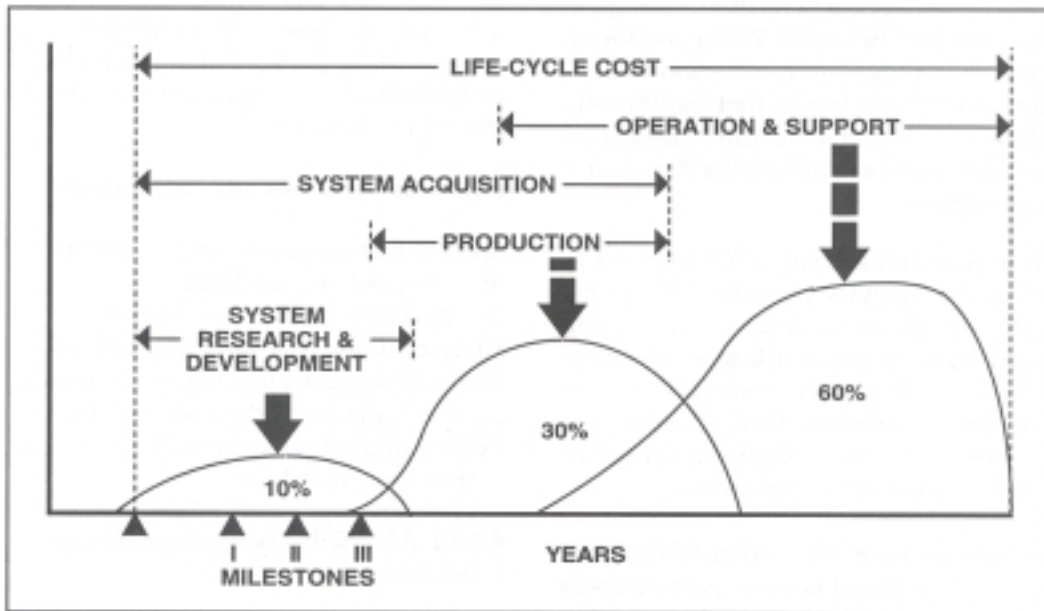 LIFE-CYCLE COST
OPERATION & SUPPORT
SYSTEM ACQUISITION
PRODUCTION
SYSTEM
RESEARCH &
DEVELOPMENT
60%
30%
10%
I II III
MILESTONES
YEARS